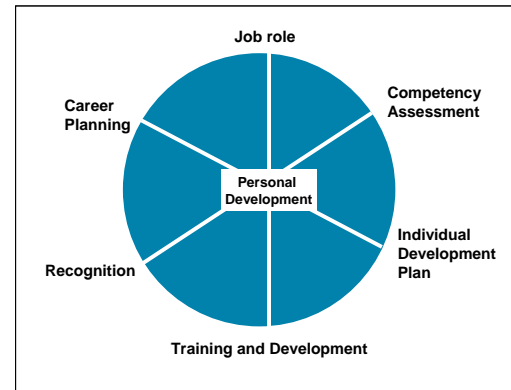 Job role
Competency
Assessment
Career
Planning
Personal
Development
Individual
Development
Plan
Recognition
Training and Development